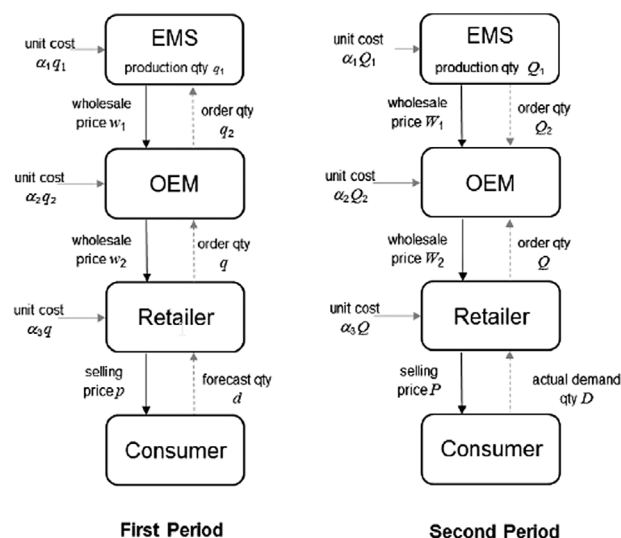 EMS
unit cost
α₁q₁
production qty q₁
wholesale
price w₁
order qty
q₂
unit cost
α₂q₂
OEM
wholesale
price w₂
order qty
q
unit cost
α₃q
Retailer
selling
price p
forecast qty
d
Consumer
First Period
EMS
unit cost
α₁Q₁
production qty Q₁
wholesale
price W₁
order qty
Q₂
unit cost
α₂Q₂
OEM
wholesale
price W₂
order qty
Q
unit cost
α₃Q
Retailer
selling
price P
actual demand
qty D
Consumer
Second Period